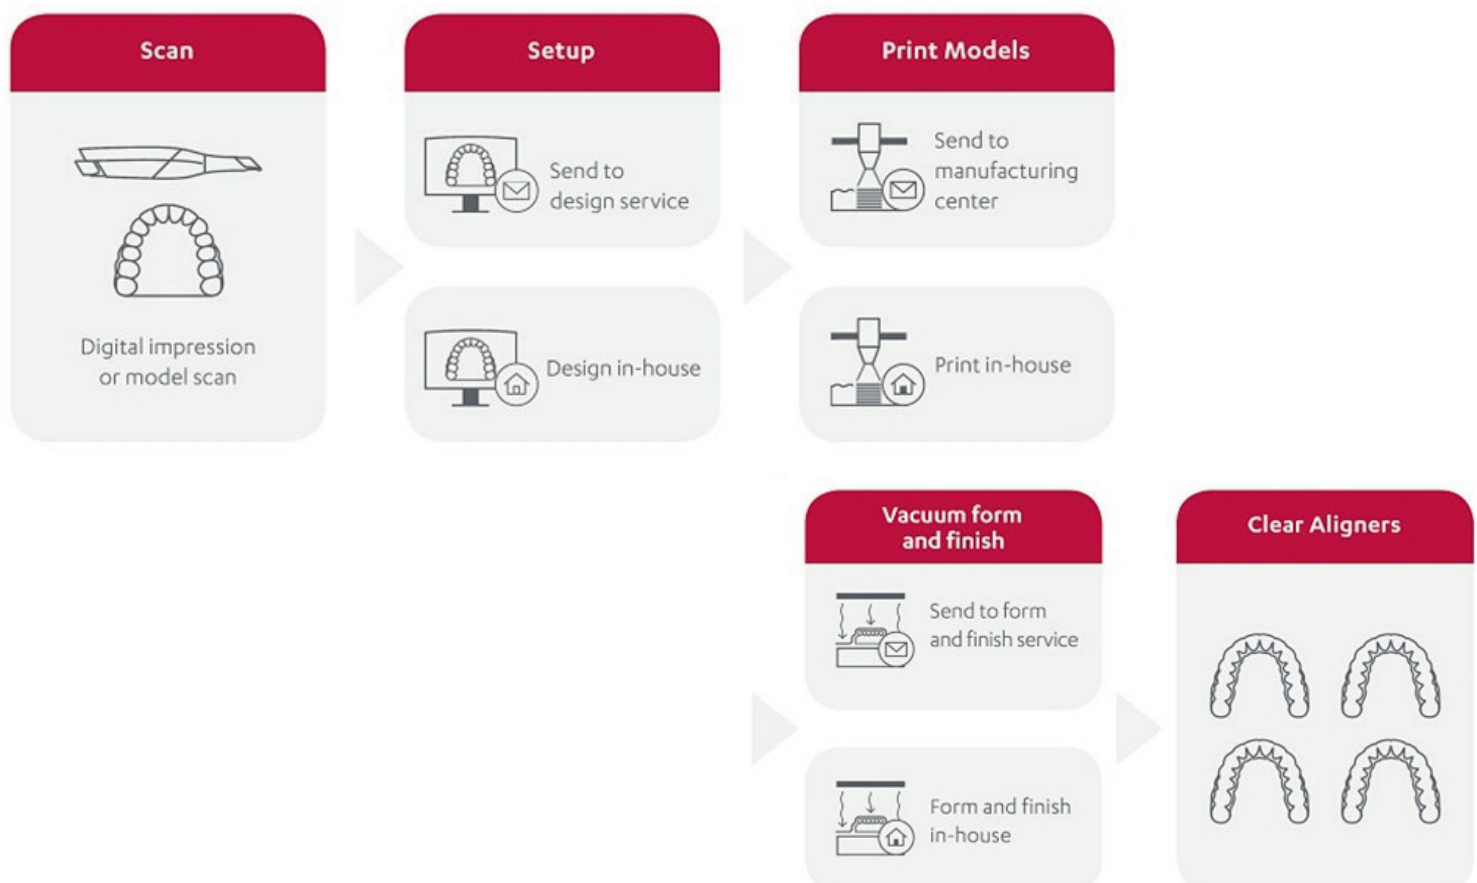 Scan
Digital impression
or model scan
Setup
Send to
design service
Design in-house
Print Models
Send to
manufacturing
center
Print in-house
Vacuum form
and finish
Send to form
and finish service
Form and finish
in-house
Clear Aligners